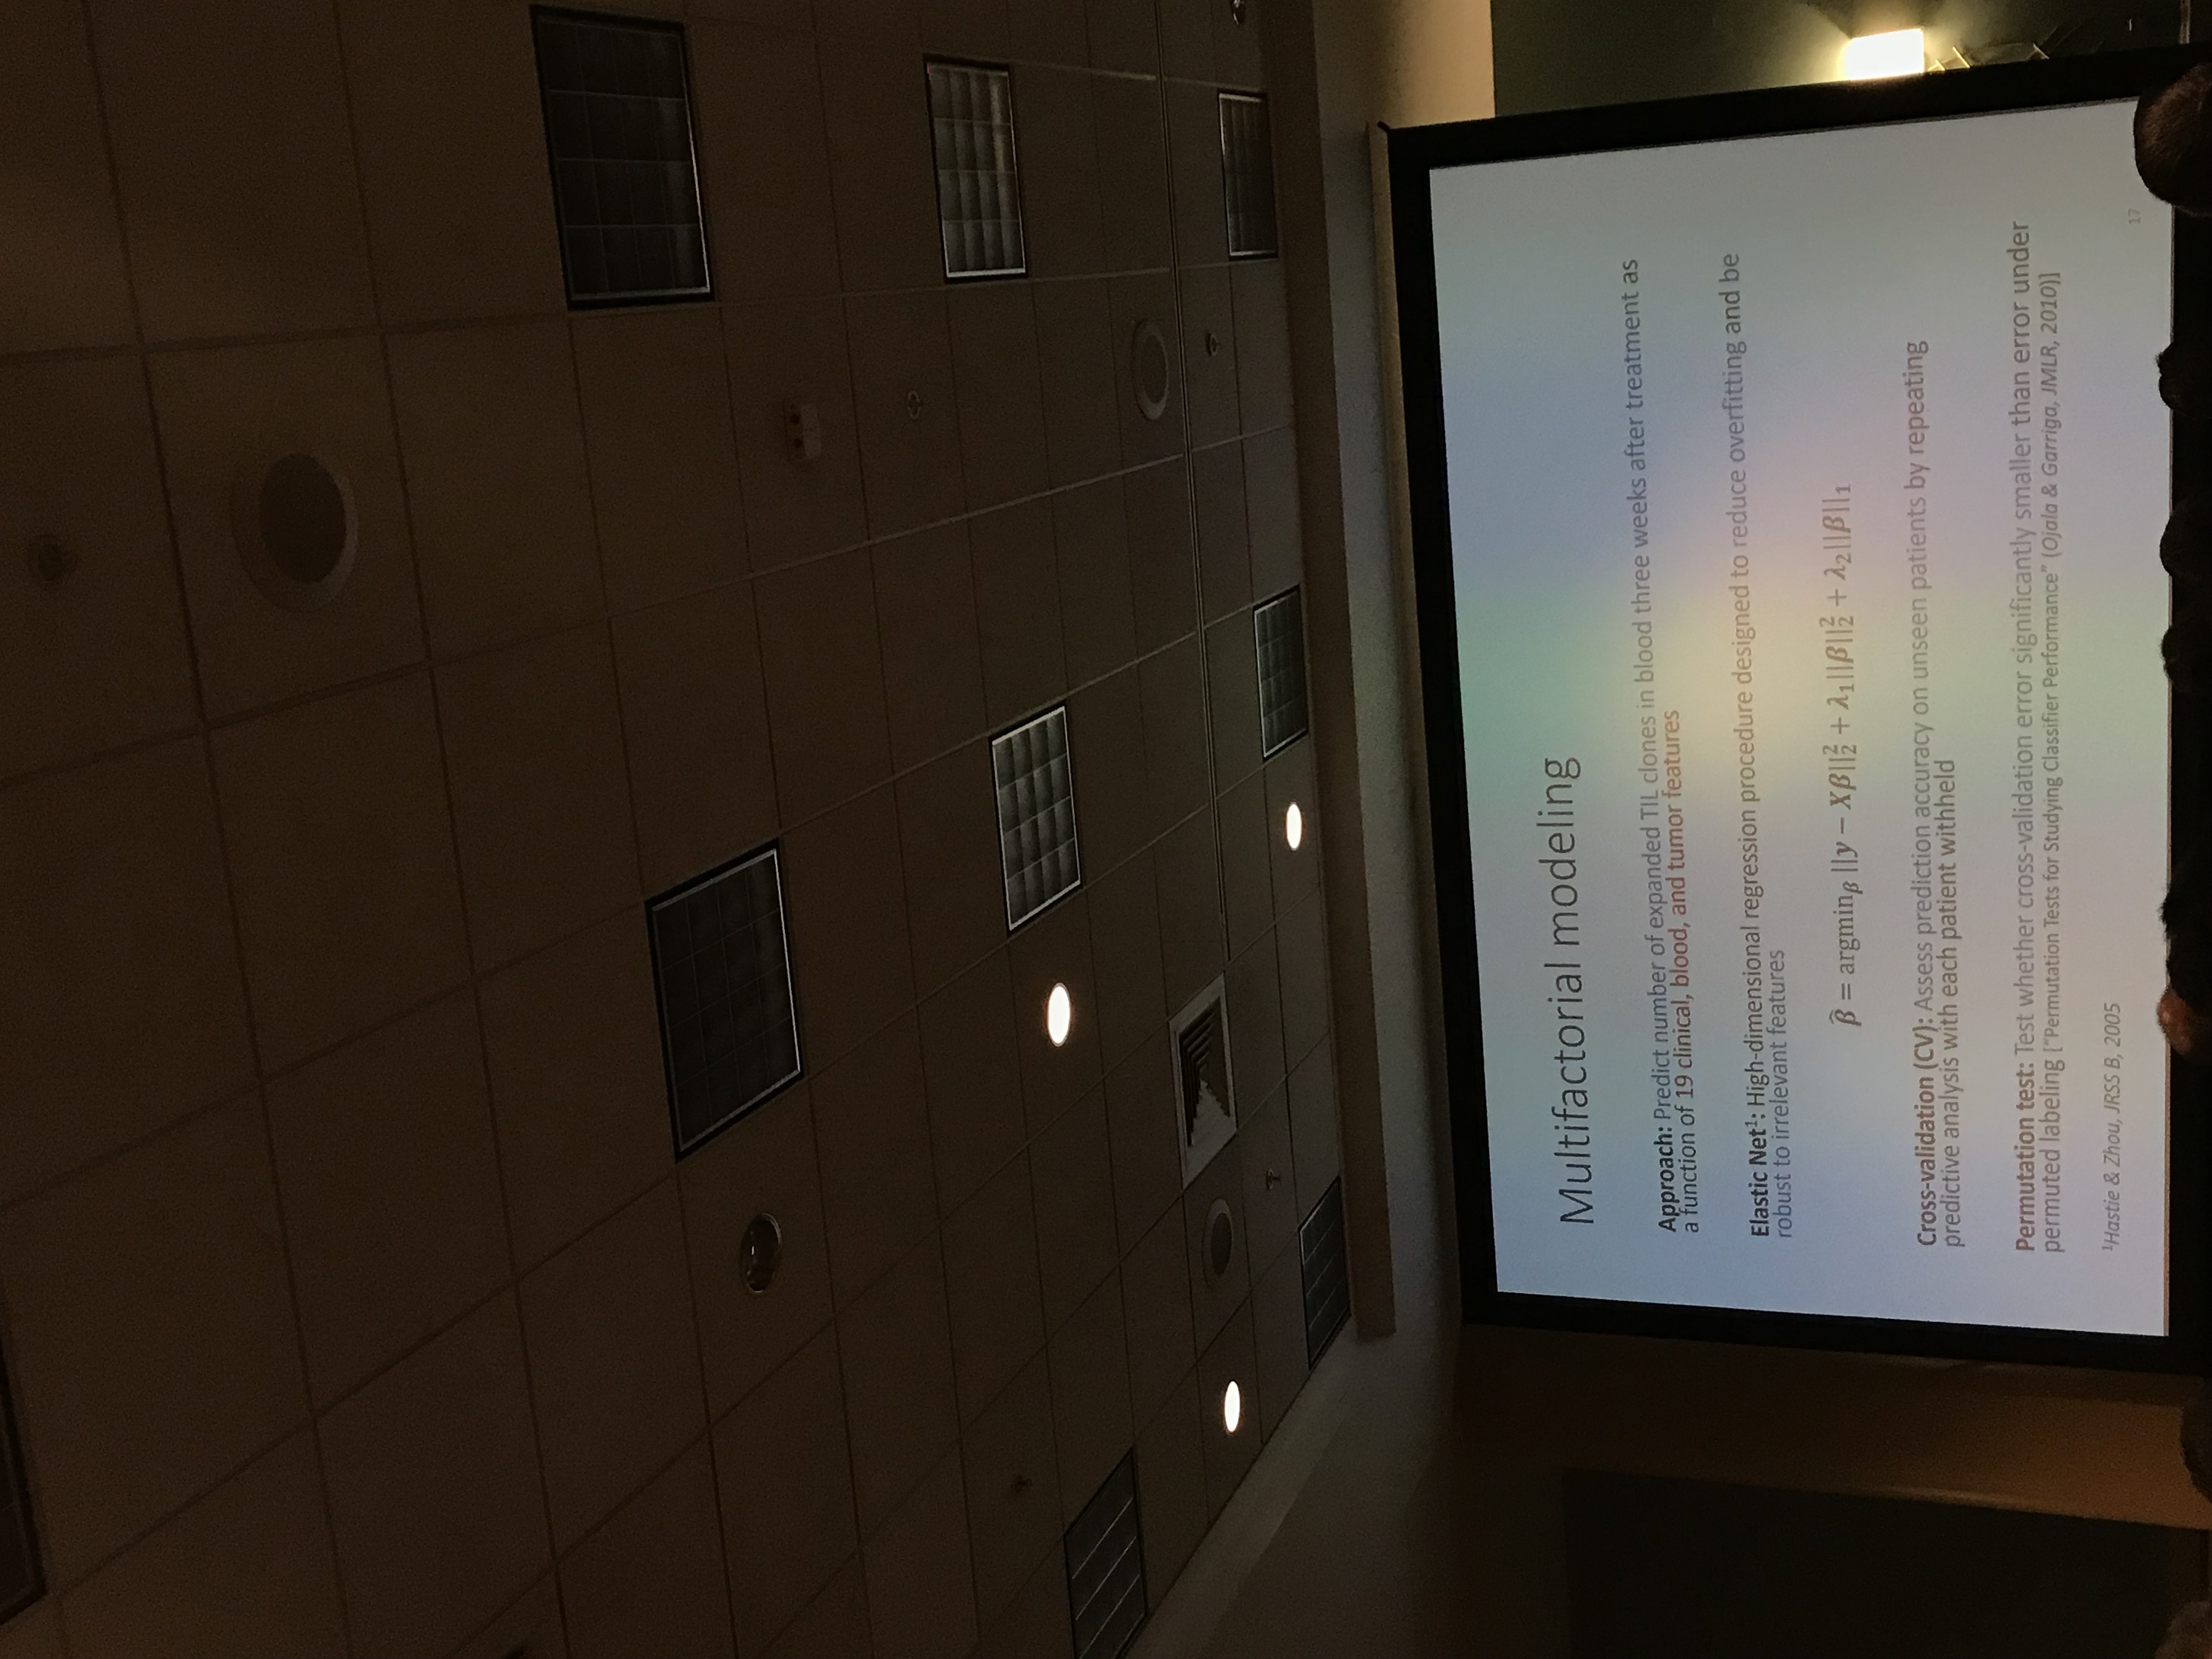 Multifactorial modeling
Approach: Predict number of expanded TIL clones in blood three weeks after treatment as
a function of 19 clinical, blood, and tumor features
Elastic Net¹: High-dimensional regression procedure designed to reduce overfitting and be
robust to irrelevant features
β̂ = argmin_β ||y − Xβ||₂² + λ₁||β||₂² + λ₂||β||₁
Cross-validation (CV): Assess prediction accuracy on unseen patients by repeating
predictive analysis with each patient withheld
Permutation test: Test whether cross-validation error significantly smaller than error under
permuted labeling ["Permutation Tests for Studying Classifier Performance" (Ojala & Garriga, JMLR, 2010)]
¹Hastie & Zhou, JRSS B, 2005
17